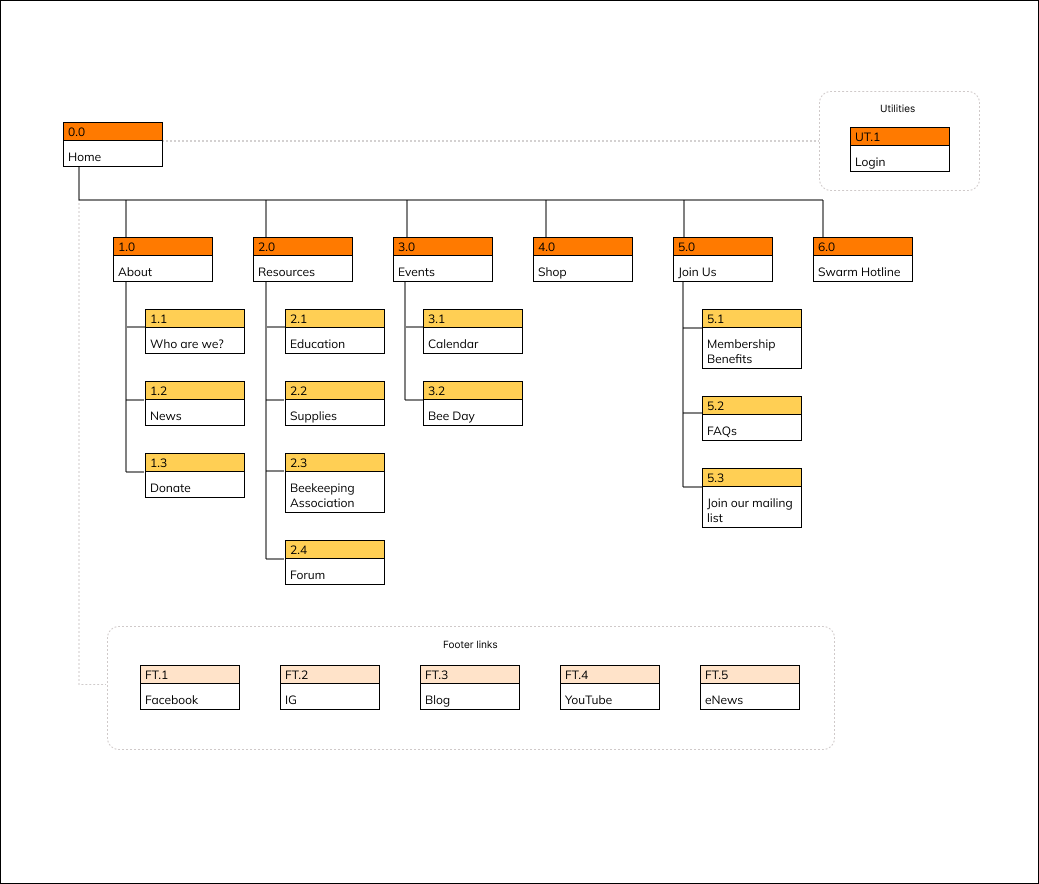 Utilities
0.0
Home
UT.1
Login
1.0
About
2.0
Resources
3.0
Events
4.0
Shop
5.0
Join Us
6.0
Swarm Hotline
1.1
Who are we?
1.2
News
1.3
Donate
2.1
Education
2.2
Supplies
2.3
Beekeeping
Association
2.4
Forum
3.1
Calendar
3.2
Bee Day
5.1
Membership
Benefits
5.2
FAQs
5.3
Join our mailing
list
Footer links
FT.1
Facebook
FT.2
IG
FT.3
Blog
FT.4
YouTube
FT.5
eNews